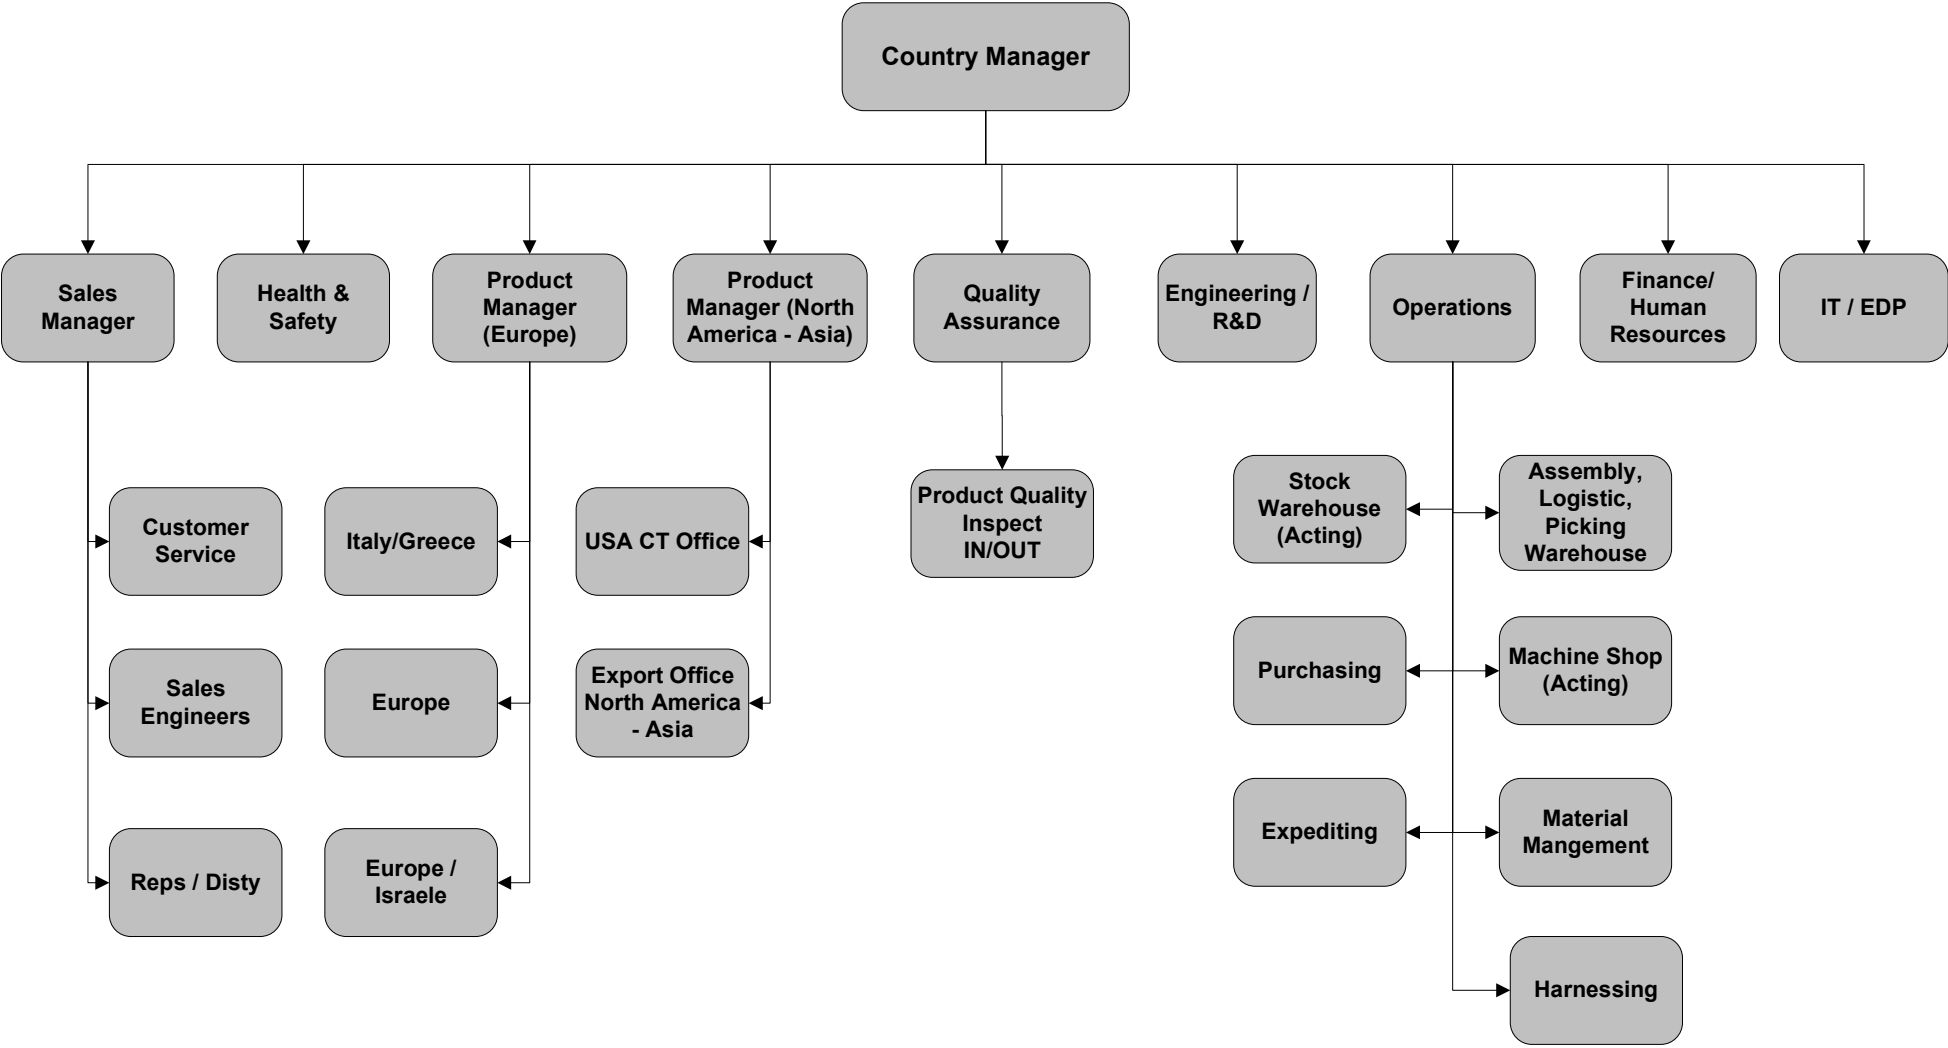 Country Manager
Sales
Manager
Health &
Safety
Product
Manager
(Europe)
Product
Manager (North
America - Asia)
Quality
Assurance
Engineering /
R&D
Operations
Finance/
Human
Resources
IT / EDP
Customer
Service
Italy/Greece
USA CT Office
Product Quality
Inspect
IN/OUT
Stock
Warehouse
(Acting)
Assembly,
Logistic,
Picking
Warehouse
Sales
Engineers
Europe
Export Office
North America
- Asia
Purchasing
Machine Shop
(Acting)
Reps / Disty
Europe /
Israele
Expediting
Material
Mangement
Harnessing